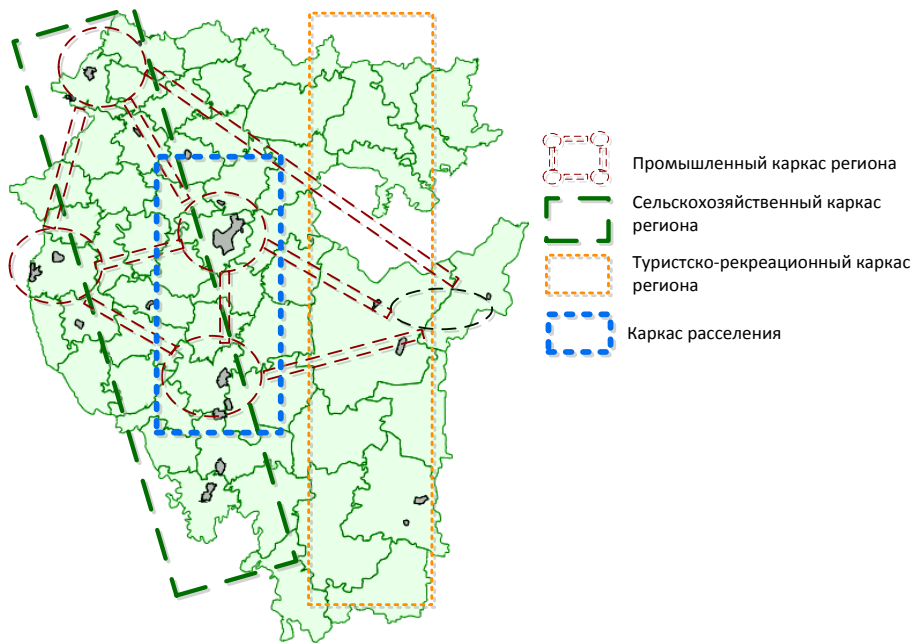 Промышленный каркас региона
Сельскохозяйственный каркас
региона
Туристско-рекреационный каркас
региона
Каркас расселения